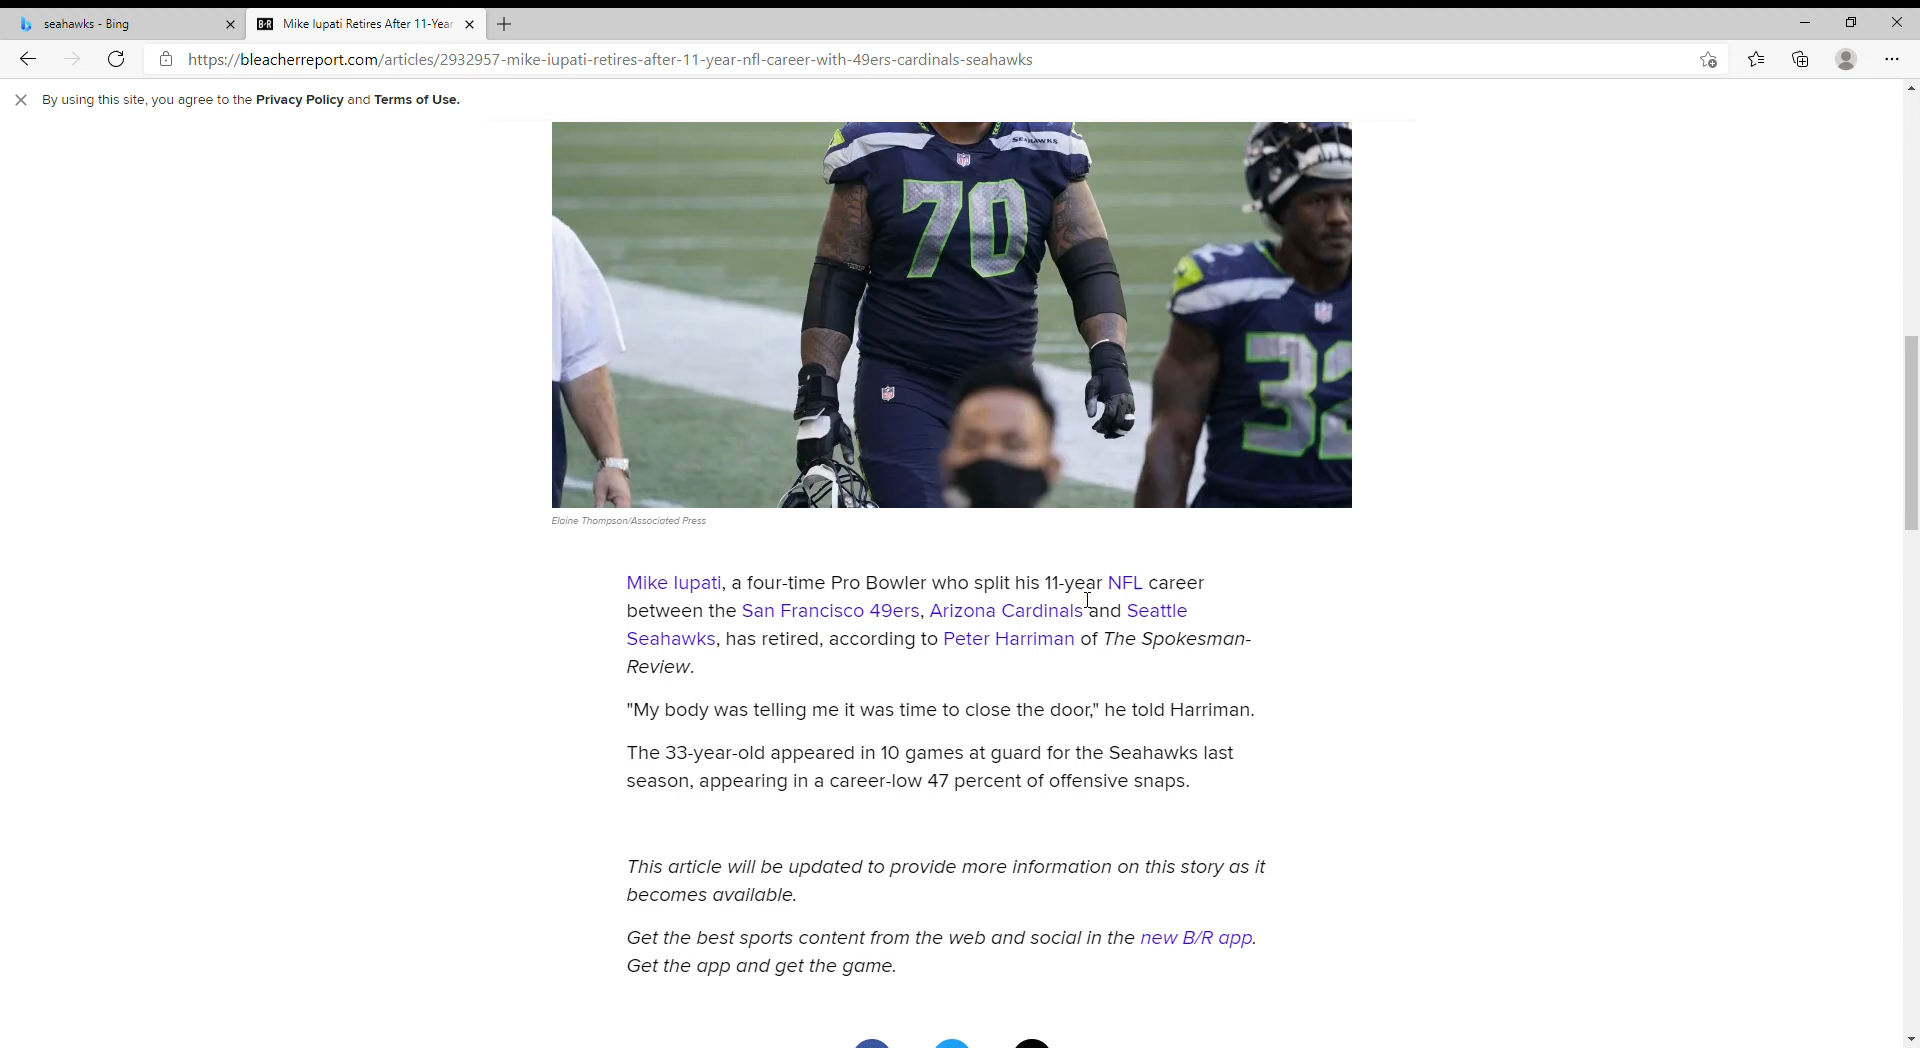 seahawks - Bing
B/R Mike Iupati Retires After 11-Year
https://bleacherreport.com/articles/2932957-mike-iupati-retires-after-11-year-nfl-career-with-49ers-cardinals-seahawks
By using this site, you agree to the Privacy Policy and Terms of Use.
SEAHAWKS
70
32
Elaine Thompson/Associated Press
Mike Iupati, a four-time Pro Bowler who split his 11-year NFL career
between the San Francisco 49ers, Arizona Cardinals and Seattle
Seahawks, has retired, according to Peter Harriman of The Spokesman-
Review.
"My body was telling me it was time to close the door," he told Harriman.
The 33-year-old appeared in 10 games at guard for the Seahawks last
season, appearing in a career-low 47 percent of offensive snaps.
This article will be updated to provide more information on this story as it
becomes available.
Get the best sports content from the web and social in the new B/R app.
Get the app and get the game.